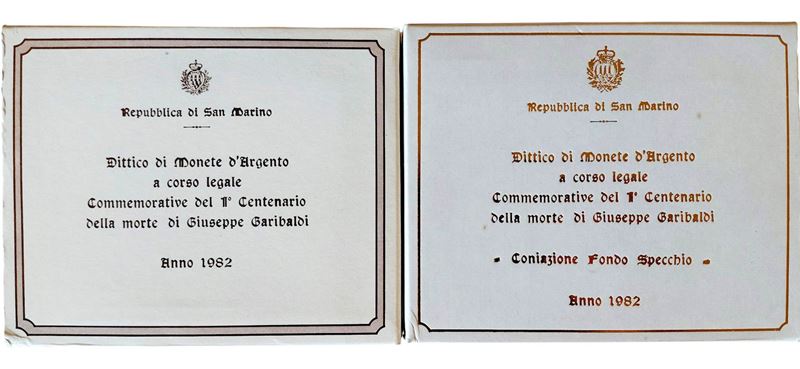 Repubblica di San Marino
Dittico di Monete d'Argento
a corso legale
Commemorative del 1° Centenario
della morte di Giuseppe Garibaldi
Anno 1982
Repubblica di San Marino
Dittico di Monete d'Argento
a corso legale
Commemorative del 1° Centenario
della morte di Giuseppe Garibaldi
Coniazione Fondo Specchio
Anno 1982